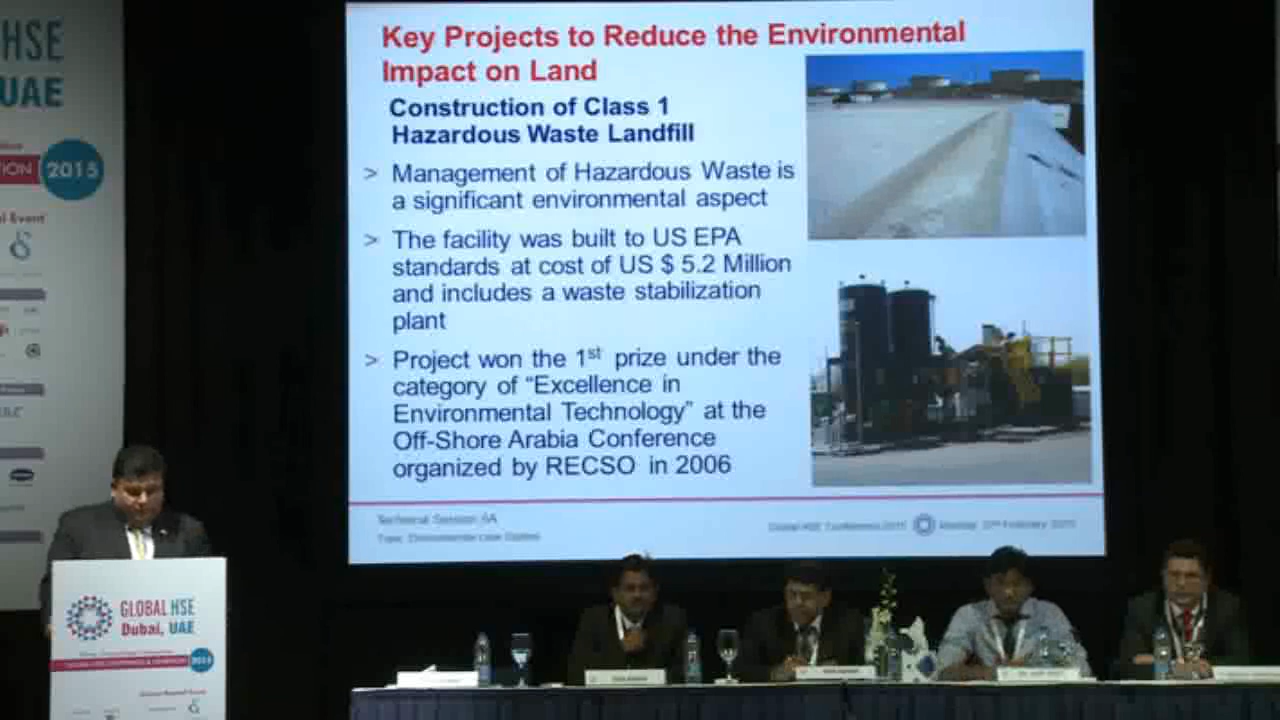 HSE
UAE
ION 2015
l Event
Key Projects to Reduce the Environmental
Impact on Land
Construction of Class 1
Hazardous Waste Landfill
> Management of Hazardous Waste is
a significant environmental aspect
> The facility was built to US EPA
standards at cost of US $ 5.2 Million
and includes a waste stabilization
plant
> Project won the 1st prize under the
category of “Excellence in
Environmental Technology” at the
Off-Shore Arabia Conference
organized by RECSO in 2006
Technical Session
Global HSE Conference 2015
GLOBAL HSE
Dubai, UAE
2015